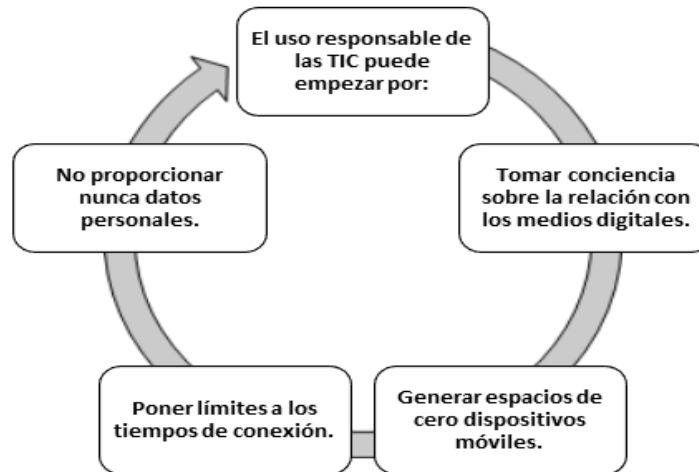 El uso responsable de
las TIC puede
empezar por:
Tomar conciencia
sobre la relación con
los medios digitales.
Generar espacios de
cero dispositivos
móviles.
Poner límites a los
tiempos de conexión.
No proporcionar
nunca datos
personales.